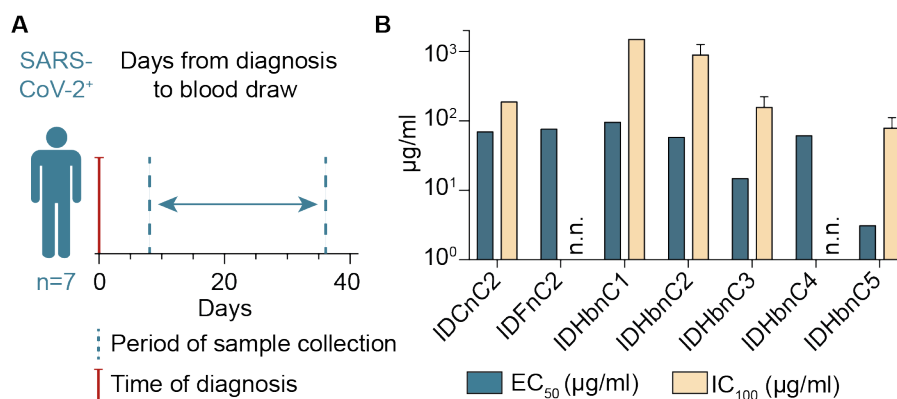 A
SARS-
CoV-2⁺
Days from diagnosis
to blood draw
n=7
0
20
40
Days
Period of sample collection
Time of diagnosis
B
µg/ml
10³
10²
10¹
10⁰
n.n.
n.n.
IDCnC2
IDFnC2
IDHbnC1
IDHbnC2
IDHbnC3
IDHbnC4
IDHbnC5
EC₅₀ (µg/ml)
IC₁₀₀ (µg/ml)